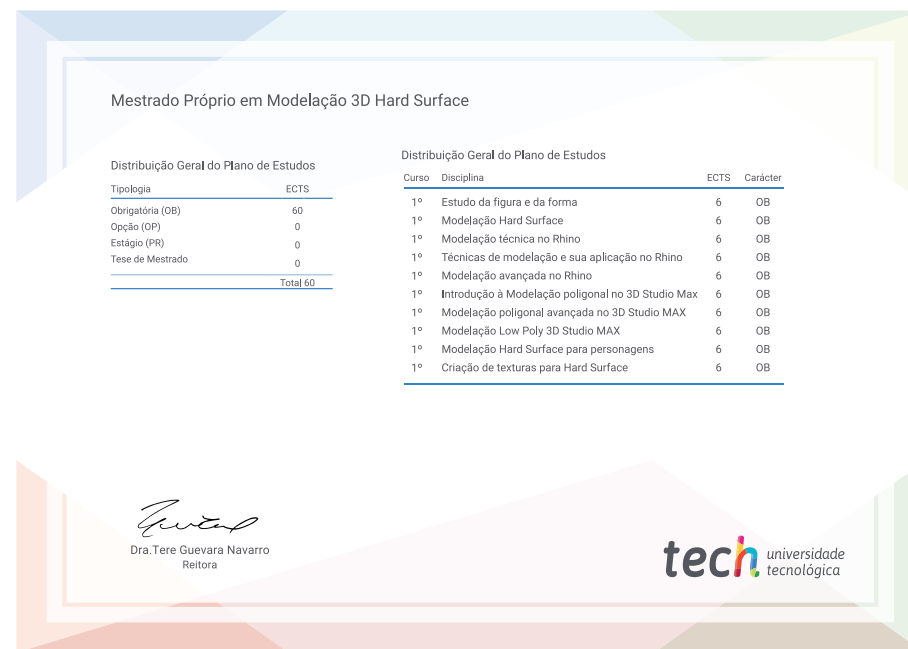 Mestrado Próprio em Modelação 3D Hard Surface
Distribuição Geral do Plano de Estudos
Tipologia ECTS
Obrigatória (OB) 60
Opção (OP) 0
Estágio (PR) 0
Tese de Mestrado 0
Total 60
Distribuição Geral do Plano de Estudos
Curso Disciplina ECTS Carácter
1º Estudo da figura e da forma 6 OB
1º Modelação Hard Surface 6 OB
1º Modelação técnica no Rhino 6 OB
1º Técnicas de modelação e sua aplicação no Rhino 6 OB
1º Modelação avançada no Rhino 6 OB
1º Introdução à Modelação poligonal no 3D Studio Max 6 OB
1º Modelação poligonal avançada no 3D Studio MAX 6 OB
1º Modelação Low Poly 3D Studio MAX 6 OB
1º Modelação Hard Surface para personagens 6 OB
1º Criação de texturas para Hard Surface 6 OB
Dra.Tere Guevara Navarro
Reitora
tech universidade
tecnológica